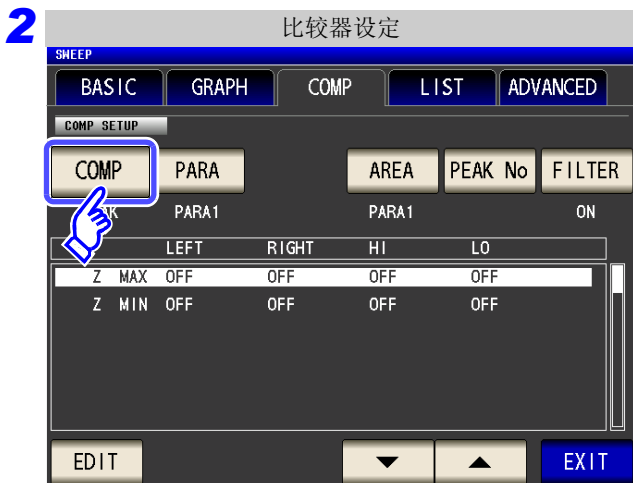 2
比较器设定
SWEEP
BASIC GRAPH COMP LIST ADVANCED
COMP SETUP
COMP PARA AREA PEAK No FILTER
K PARA1 PARA1 ON
LEFT RIGHT HI LO
Z MAX OFF OFF OFF OFF
Z MIN OFF OFF OFF OFF
EDIT EXIT